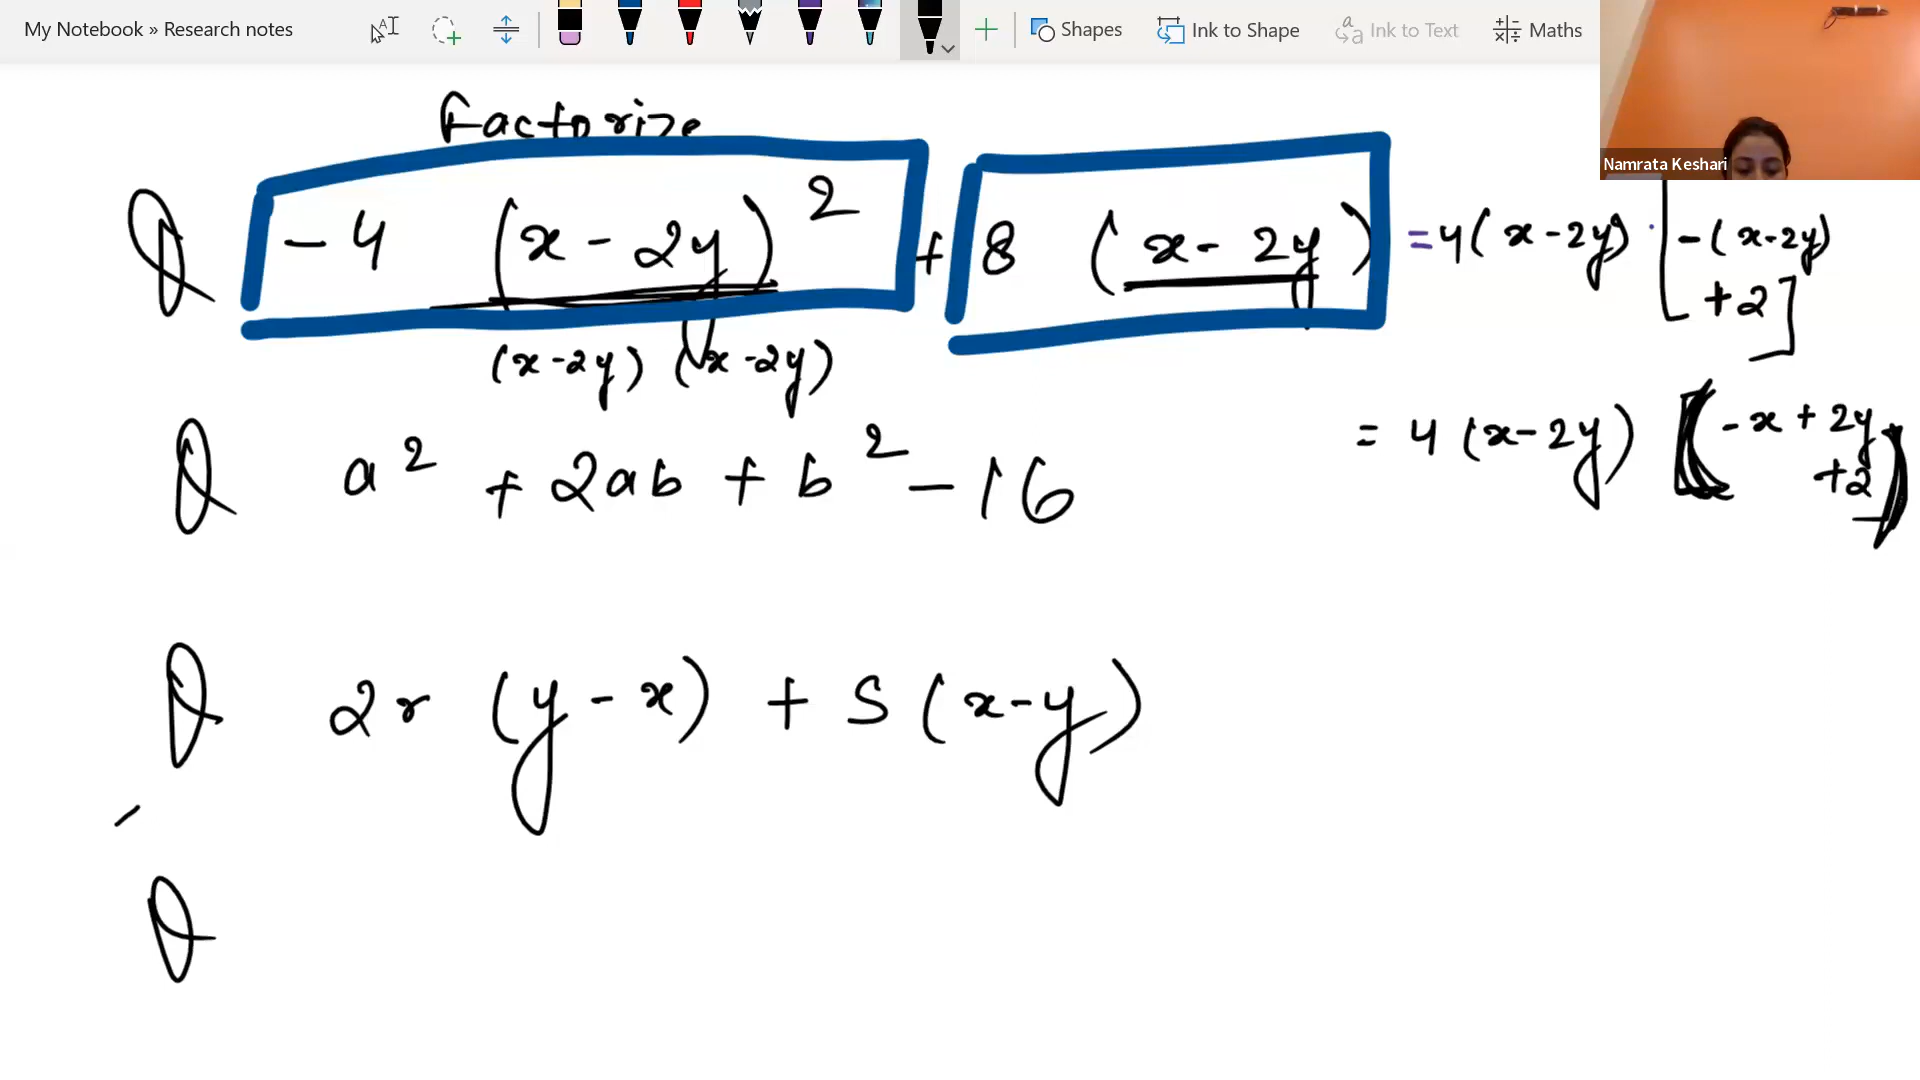 My Notebook » Research notes
Shapes
Ink to Shape
Ink to Text
Maths
Namrata Keshari
Factorize
Q -4 (x-2y)² + 8 (x-2y) = 4(x-2y) · [-(x-2y)
+2]
(x-2y) (x-2y)
= 4(x-2y) (-x+2y
+2)
Q a² + 2ab + b² - 16
Q 2r (y-x) + S (x-y)
Q